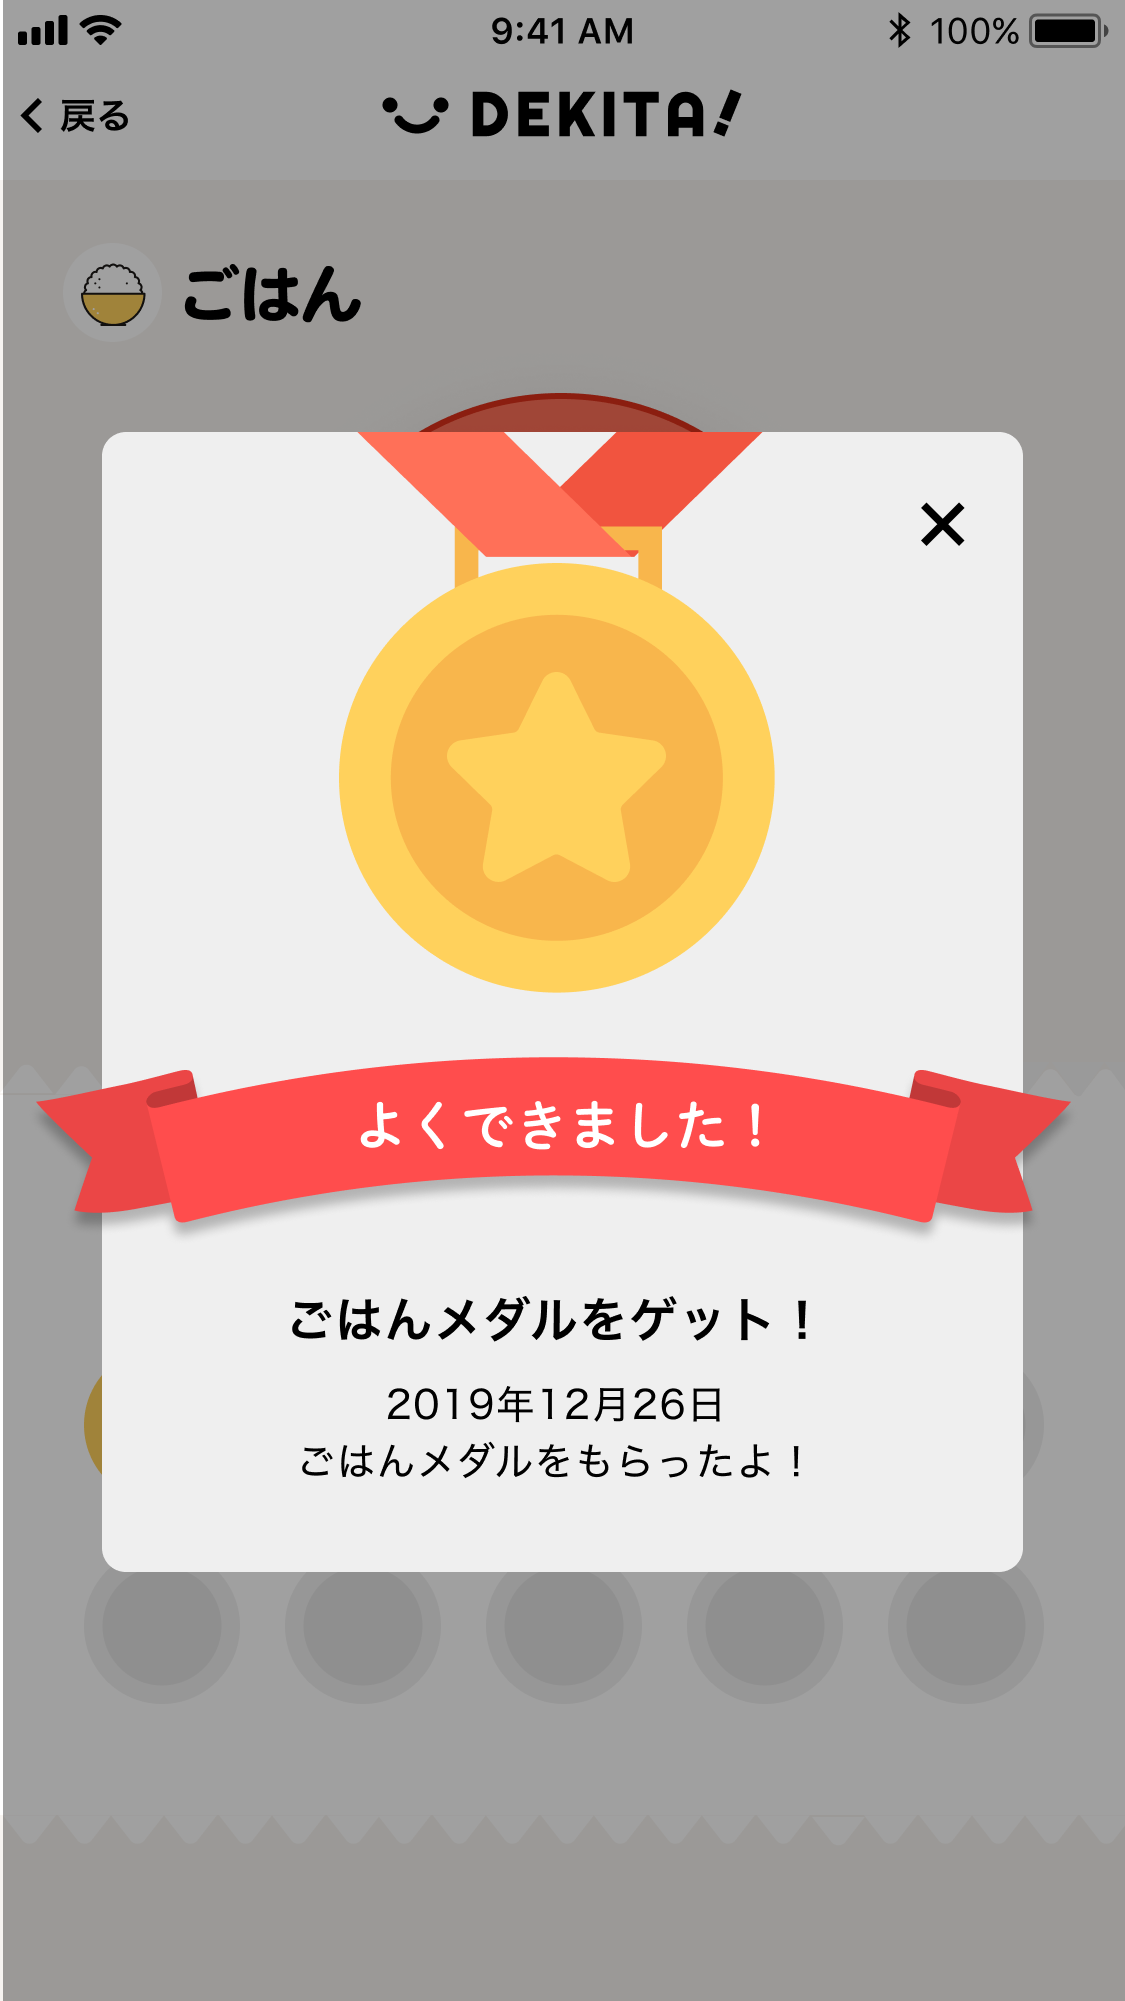 9:41 AM
100%
戻る
DEKITA!
ごはん
よくできました！
ごはんメダルをゲット！
2019年12月26日
ごはんメダルをもらったよ！